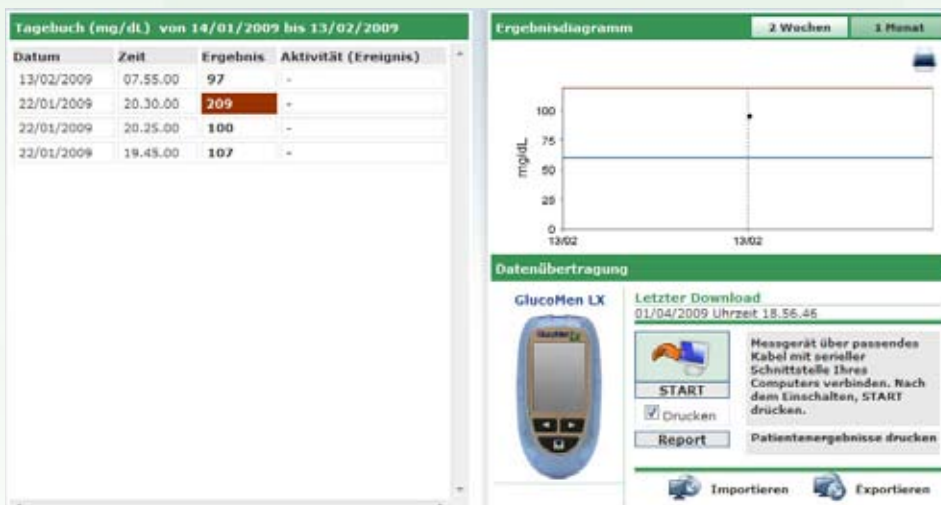 Tagebuch (mg/dL) von 14/01/2009 bis 13/02/2009
Datum Zeit Ergebnis Aktivität (Ereignis)
13/02/2009 07.55.00 97 -
22/01/2009 20.30.00 209 -
22/01/2009 20.25.00 100 -
22/01/2009 19.45.00 107 -
Ergebnisdiagramm 2 Wochen 1 Monat
mg/dL
100
75
50
25
0
13/02 13/02
Datenübertragung
GlucoMen LX
GlucoMen LX
Letzter Download
01/04/2009 Uhrzeit 18.56.46
START
Drucken
Messgerät über passendes
Kabel mit serieller
Schnittstelle Ihres
Computers verbinden. Nach
dem Einschalten, START
drücken.
Report
Patientenergebnisse drucken
Importieren Exportieren